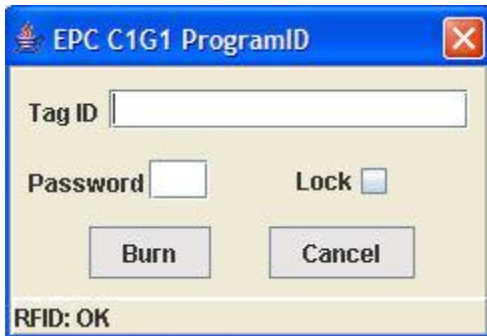 EPC C1G1 ProgramID
Tag ID
Password Lock
Burn Cancel
RFID: OK